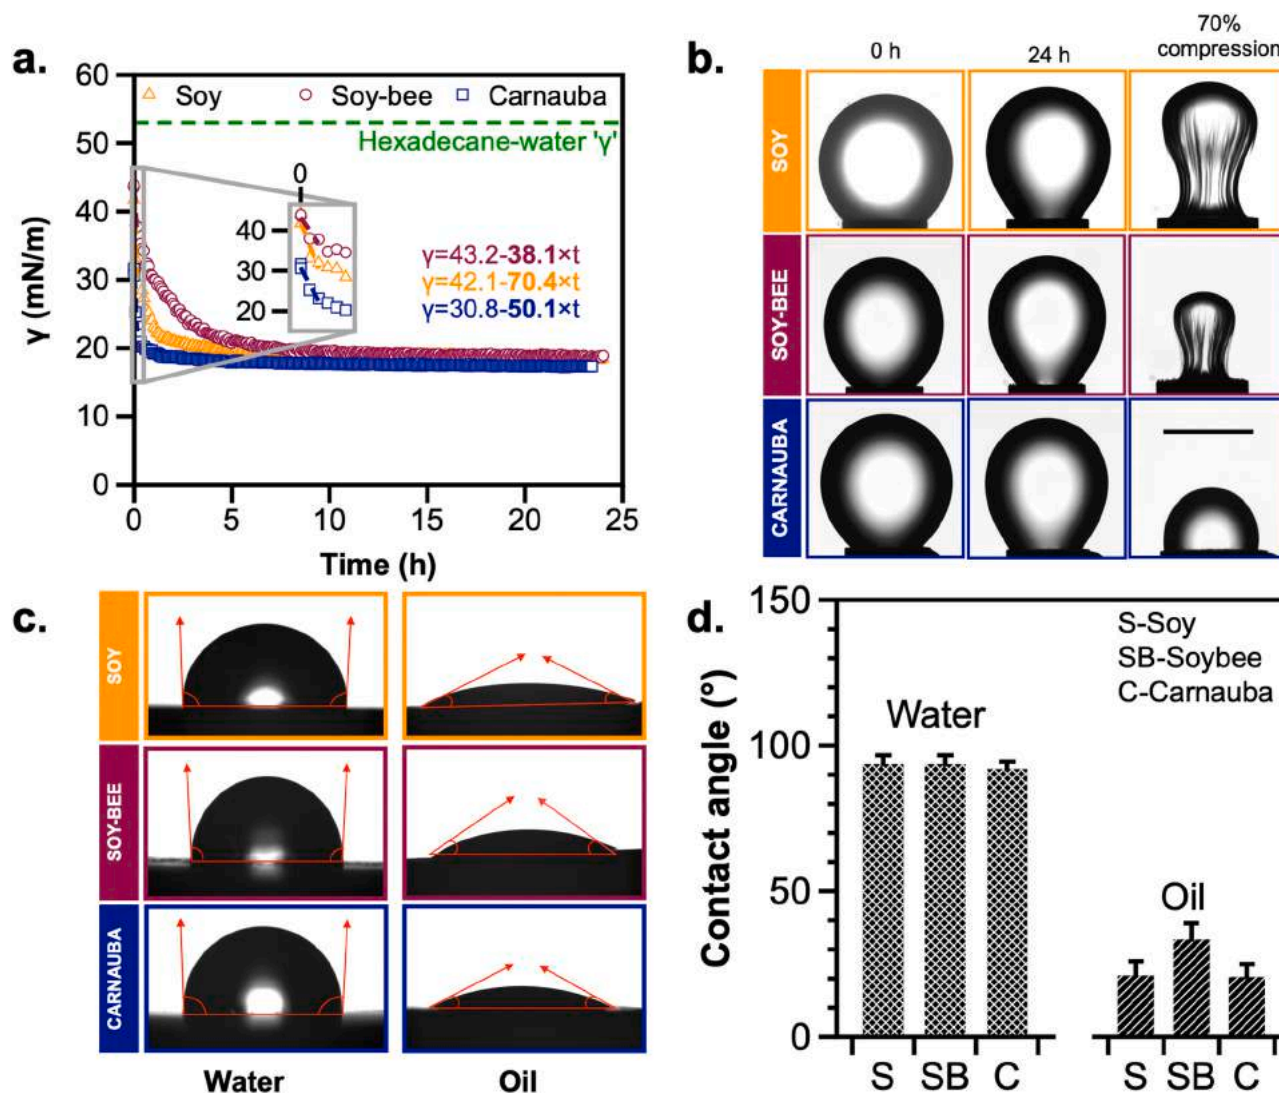 a.
60
50
40
30
20
10
0
γ (mN/m)
Soy
Soy-bee
Carnauba
Hexadecane-water 'γ'
0
40
30
20
γ=43.2-38.1×t
γ=42.1-70.4×t
γ=30.8-50.1×t
0
5
10
15
20
25
Time (h)
b.
0 h
24 h
70%
compression
SOY
SOY-BEE
CARNAUBA
c.
SOY
SOY-BEE
CARNAUBA
Water
Oil
d.
150
100
50
0
Contact angle (°)
S-Soy
SB-Soybee
C-Carnauba
Water
Oil
S
SB
C
S
SB
C